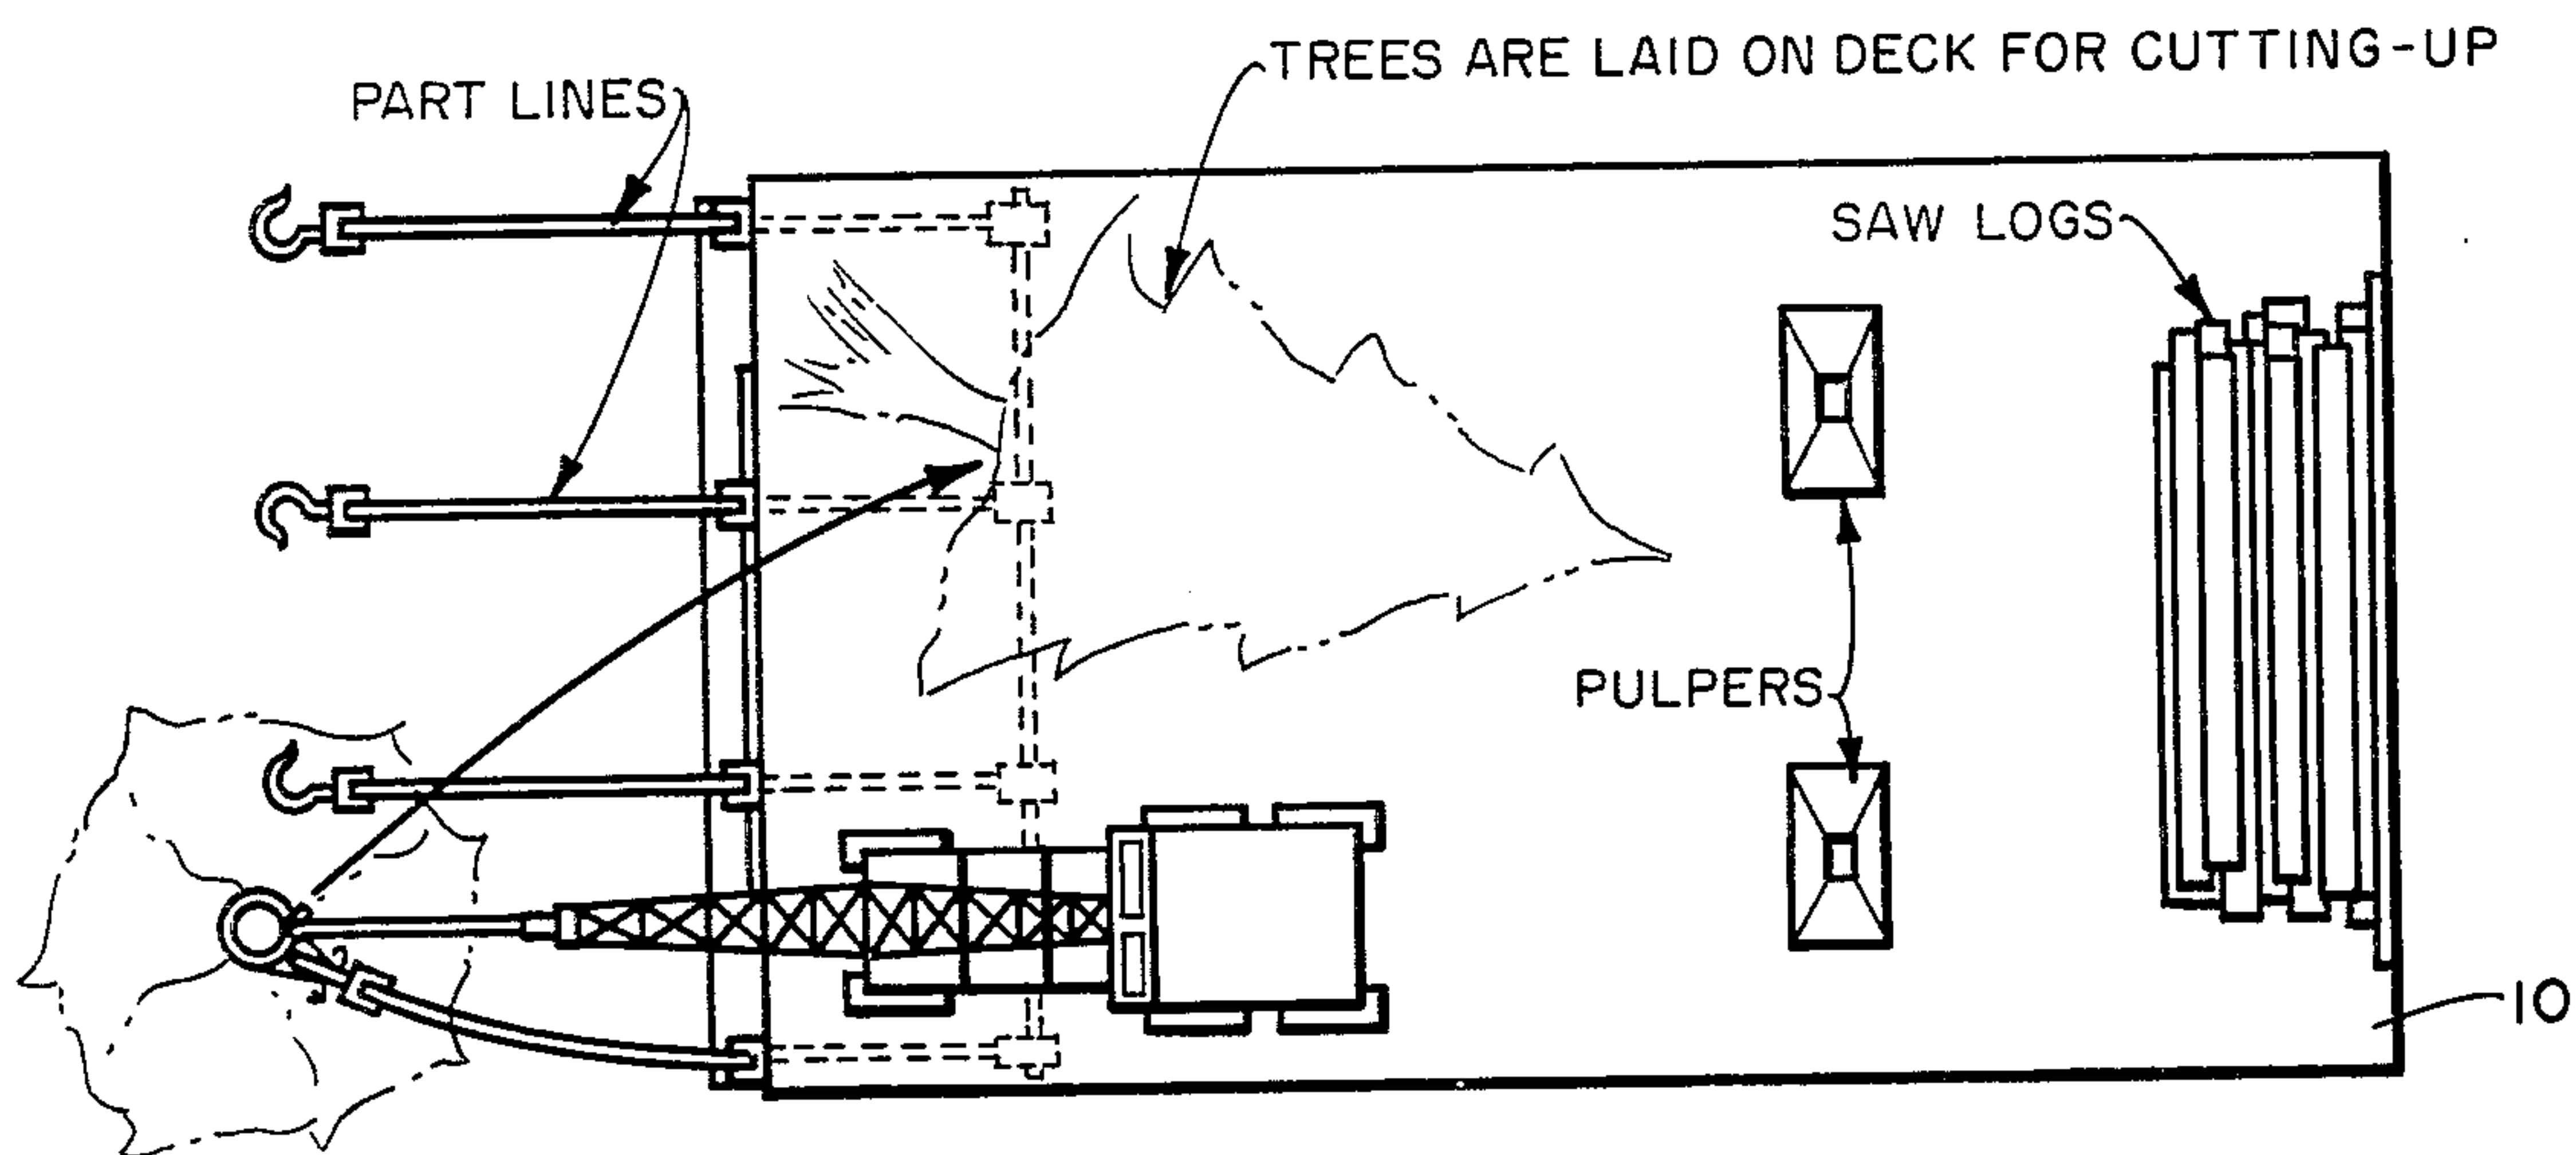 TREES ARE LAID ON DECK FOR CUTTING-UP
PART LINES
SAW LOGS
PULPERS
10